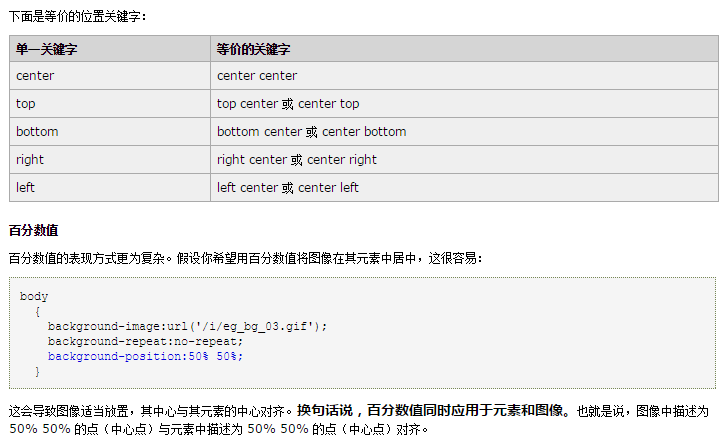 下面是等价的位置关键字：
单一关键字 等价的关键字
center center center
top top center 或 center top
bottom bottom center 或 center bottom
right right center 或 center right
left left center 或 center left
百分数值
百分数值的表现方式更为复杂。假设你希望用百分数值将图像在其元素中居中，这很容易：
body
{
background-image:url('/i/eg_bg_03.gif');
background-repeat:no-repeat;
background-position:50% 50%;
}
这会导致图像适当放置，其中心与其元素的中心对齐。换句话说，百分数值同时应用于元素和图像。也就是说，图像中描述为
50% 50% 的点（中心点）与元素中描述为 50% 50% 的点（中心点）对齐。